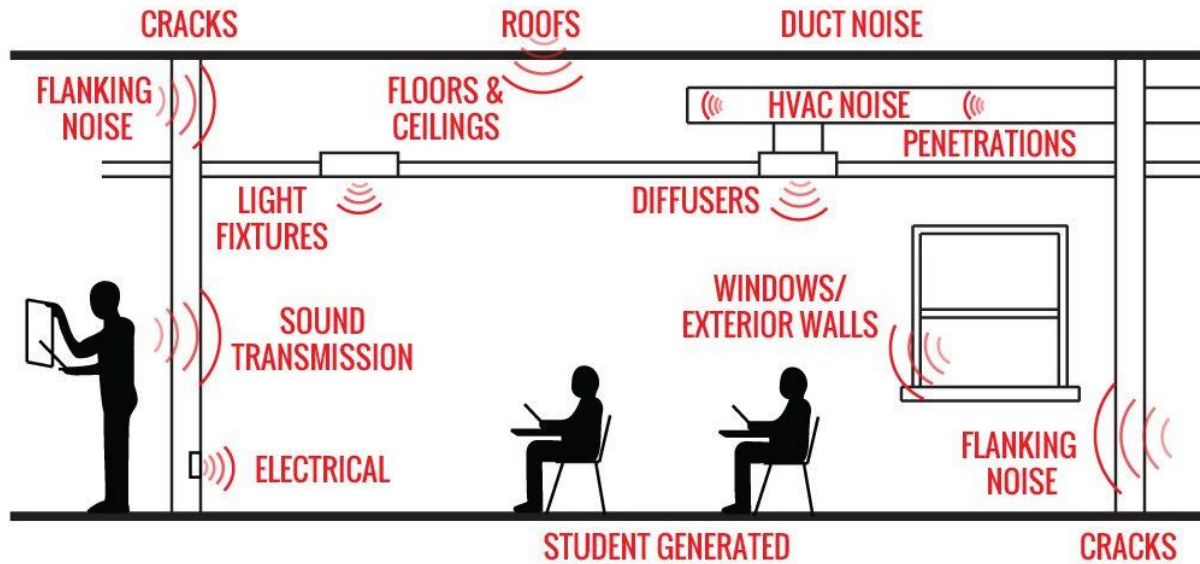 CRACKS
ROOFS
DUCT NOISE
FLANKING
NOISE
FLOORS &
CEILINGS
HVAC NOISE
PENETRATIONS
LIGHT
FIXTURES
DIFFUSERS
SOUND
TRANSMISSION
WINDOWS/
EXTERIOR WALLS
ELECTRICAL
FLANKING
NOISE
STUDENT GENERATED
CRACKS